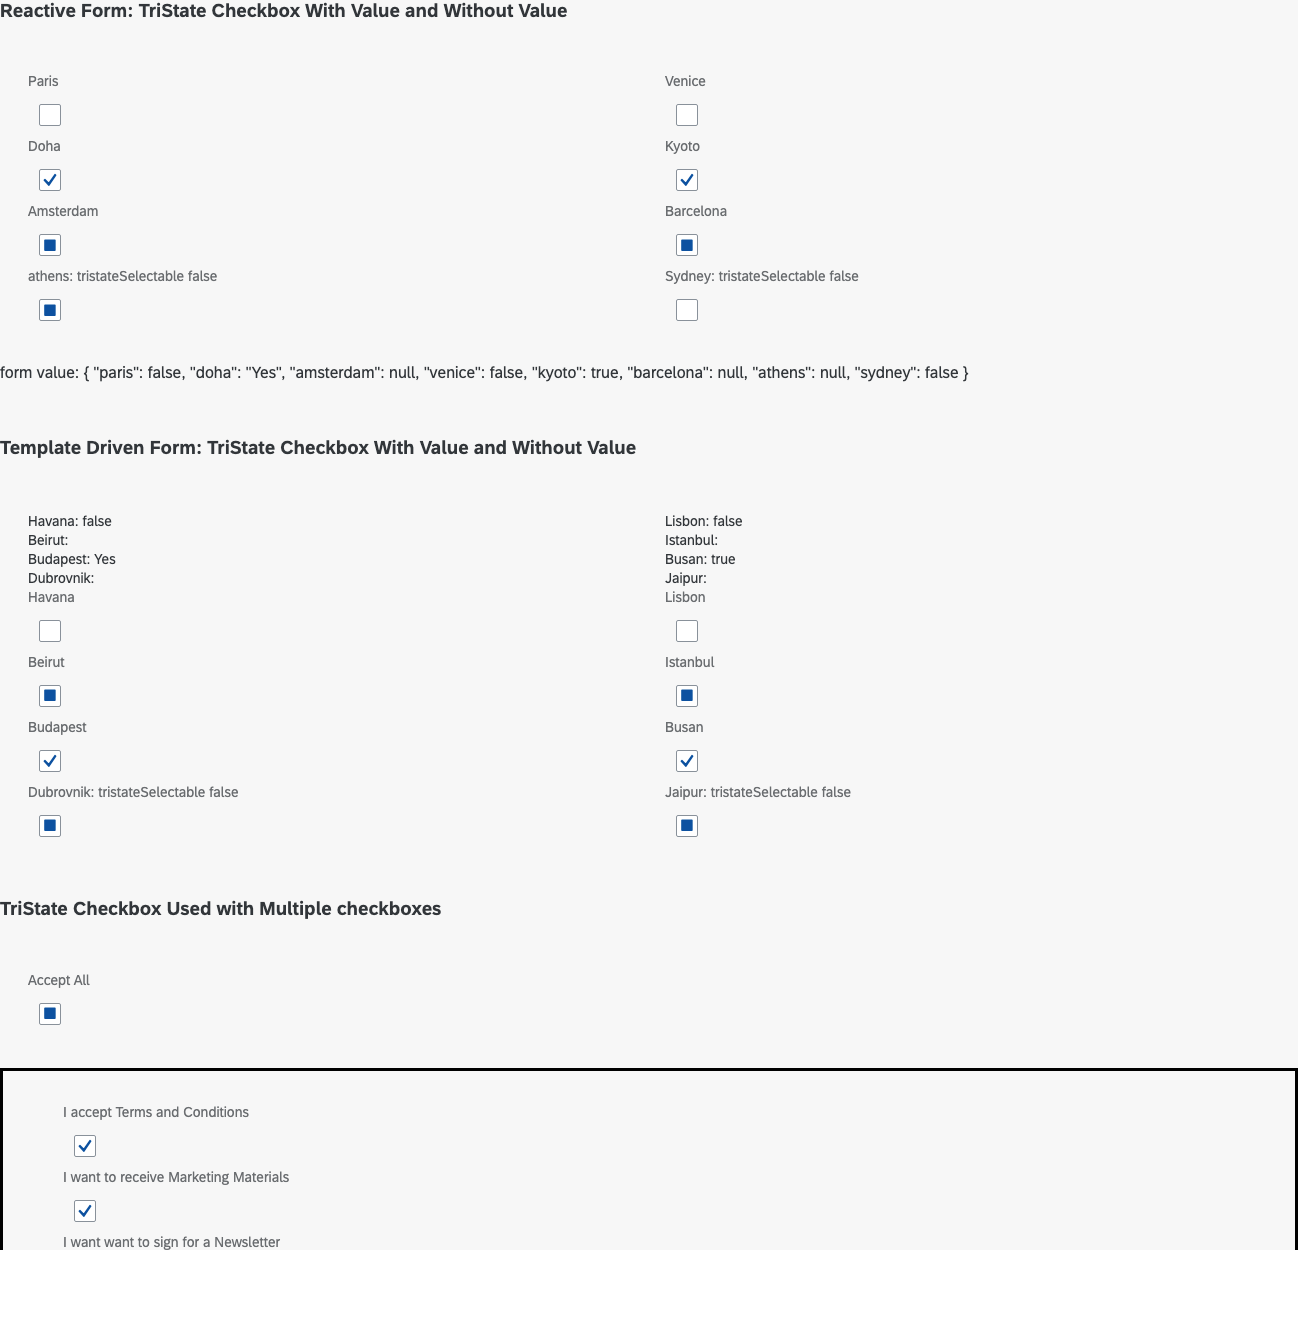 Reactive Form: TriState Checkbox With Value and Without Value
Paris
Venice
Doha
Kyoto
Amsterdam
Barcelona
athens: tristateSelectable false
Sydney: tristateSelectable false
form value: { "paris": false, "doha": "Yes", "amsterdam": null, "venice": false, "kyoto": true, "barcelona": null, "athens": null, "sydney": false }
Template Driven Form: TriState Checkbox With Value and Without Value
Havana: false
Beirut:
Budapest: Yes
Dubrovnik:
Lisbon: false
Istanbul:
Busan: true
Jaipur:
Havana
Lisbon
Beirut
Istanbul
Budapest
Busan
Dubrovnik: tristateSelectable false
Jaipur: tristateSelectable false
TriState Checkbox Used with Multiple checkboxes
Accept All
I accept Terms and Conditions
I want to receive Marketing Materials
I want want to sign for a Newsletter